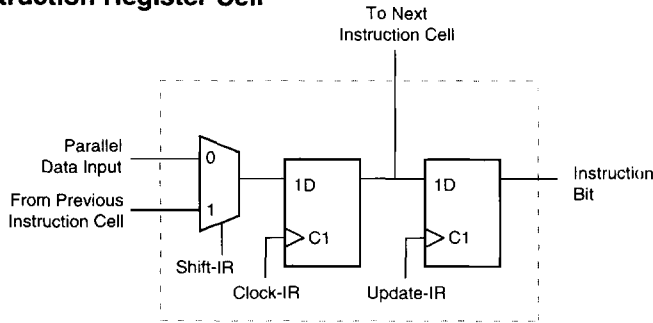 Register Cell
To Next
Instruction Cell
Parallel
Data Input
0
From Previous
Instruction Cell
1
1D
C1
1D
C1
Instruction
Bit
Shift-IR
Clock-IR
Update-IR